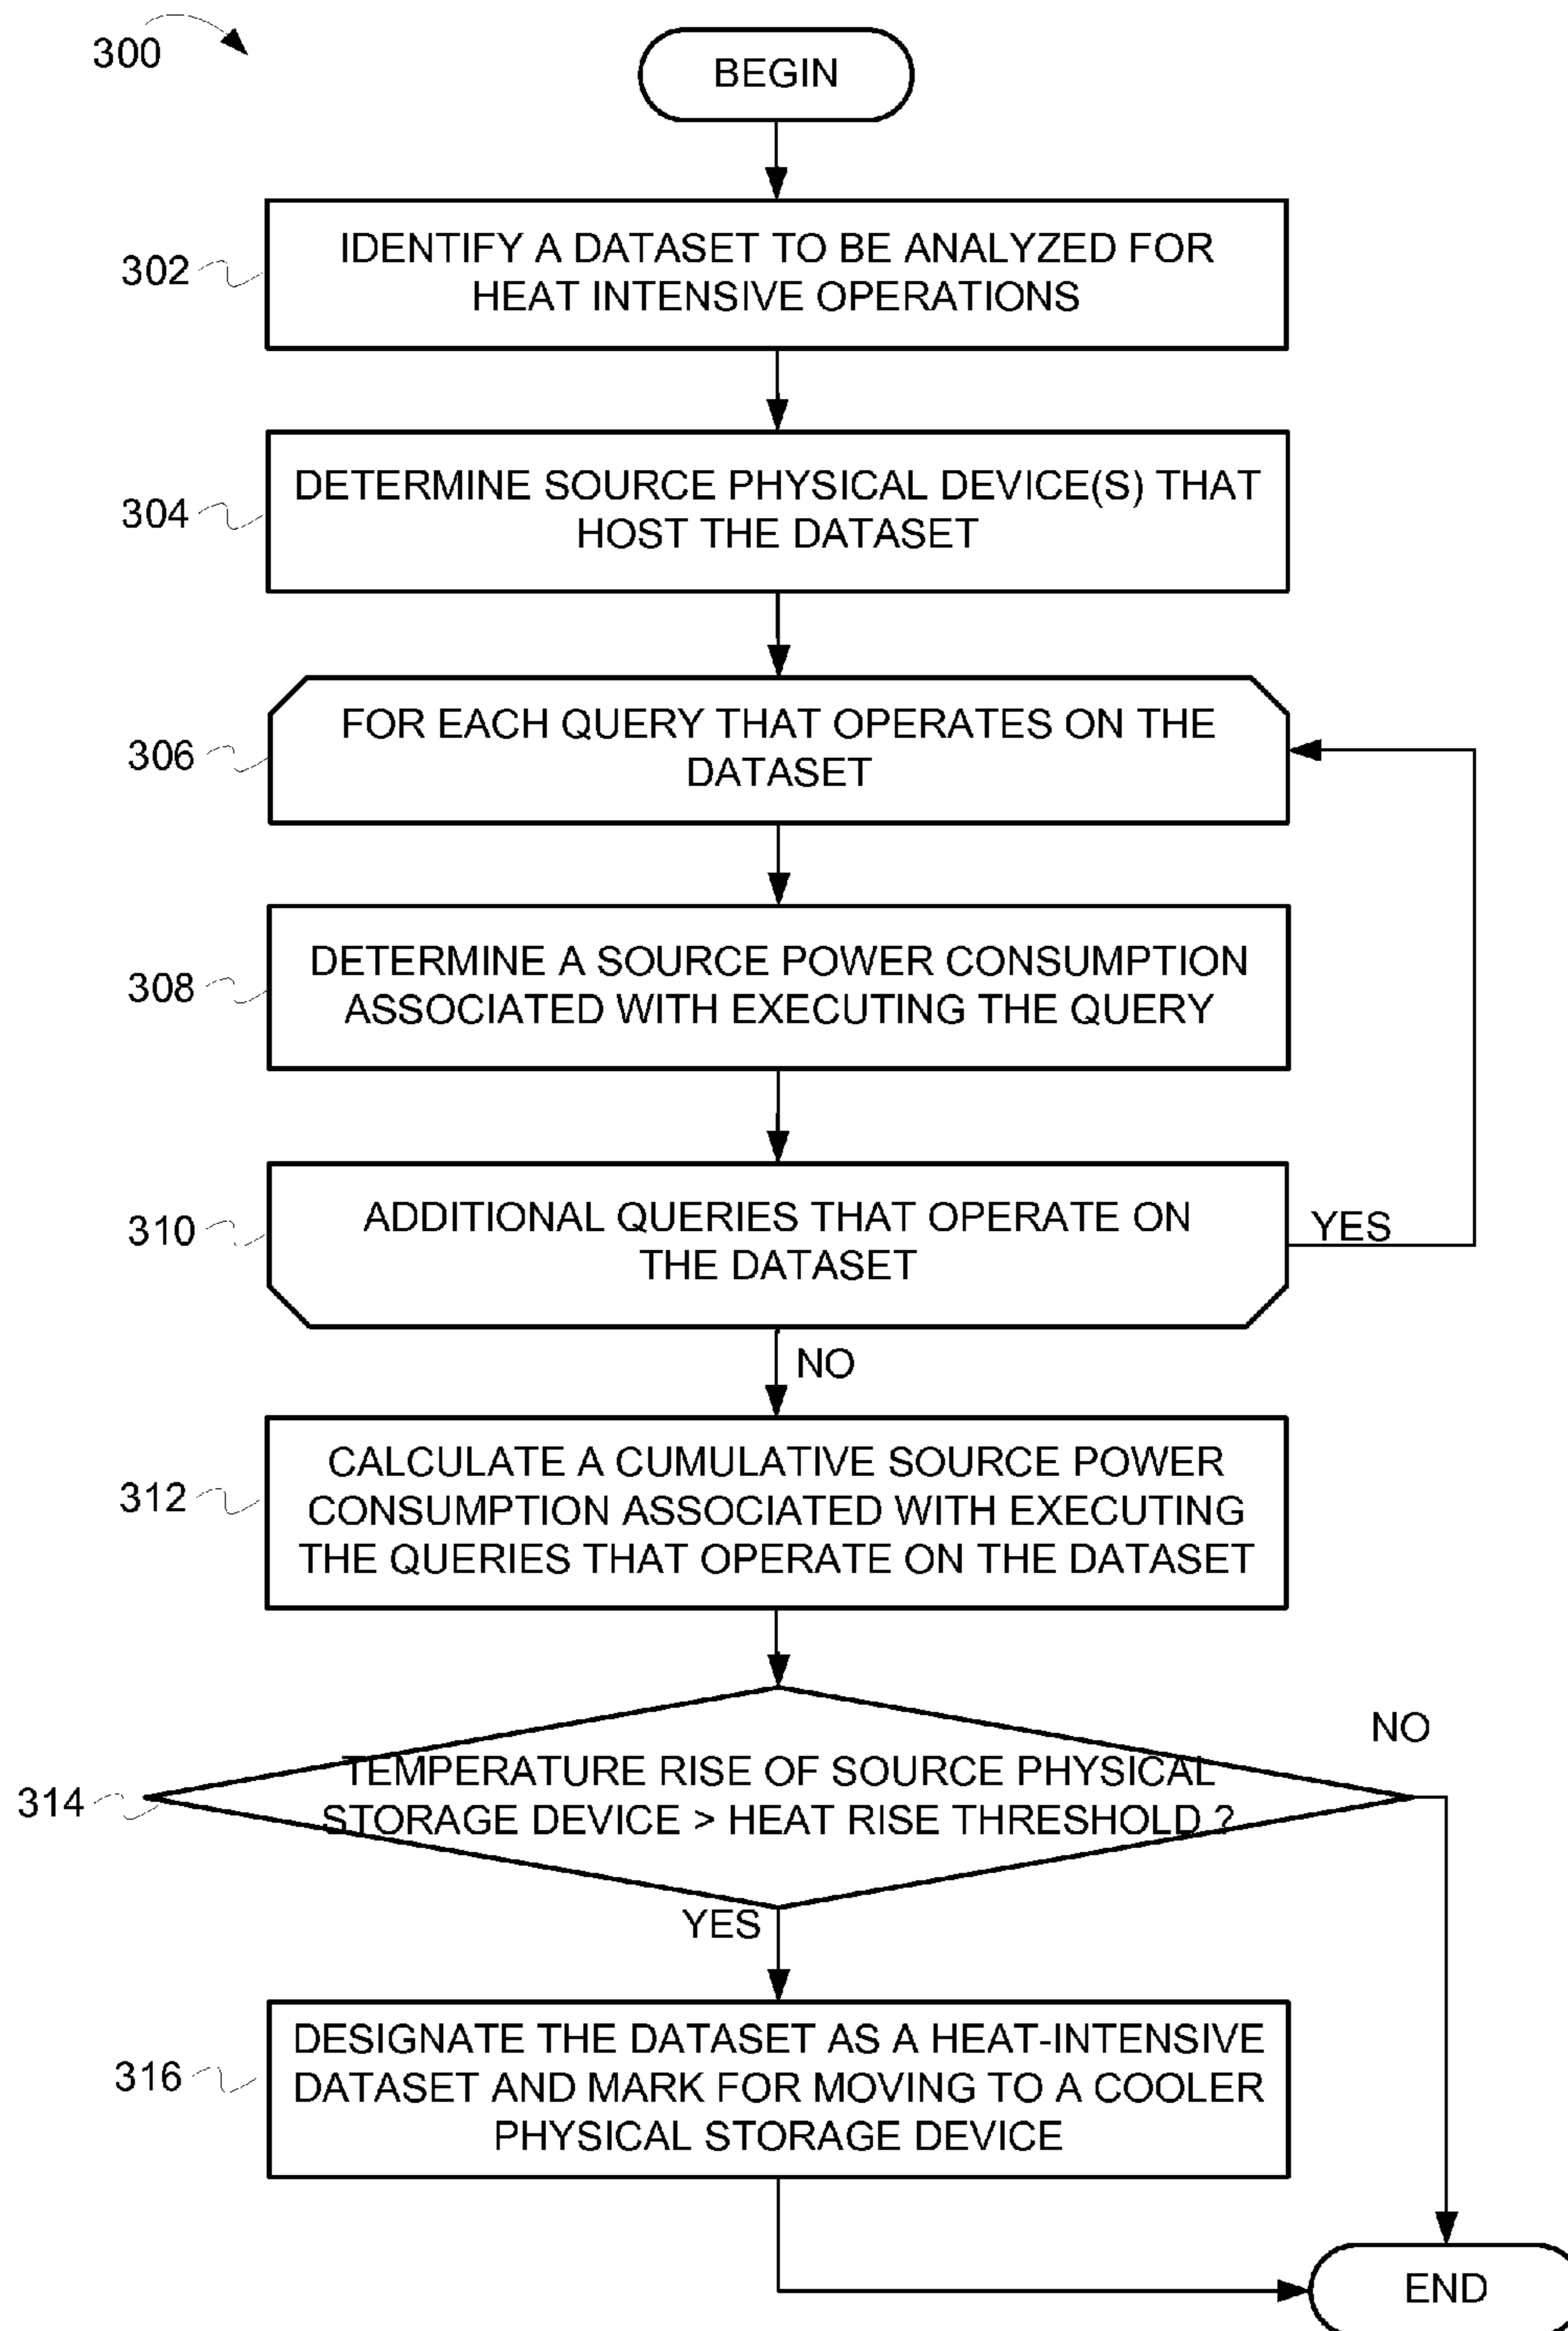 300
BEGIN
302
IDENTIFY A DATASET TO BE ANALYZED FOR
HEAT INTENSIVE OPERATIONS
304
DETERMINE SOURCE PHYSICAL DEVICE(S) THAT
HOST THE DATASET
306
FOR EACH QUERY THAT OPERATES ON THE
DATASET
308
DETERMINE A SOURCE POWER CONSUMPTION
ASSOCIATED WITH EXECUTING THE QUERY
310
ADDITIONAL QUERIES THAT OPERATE ON
THE DATASET
YES
NO
312
CALCULATE A CUMULATIVE SOURCE POWER
CONSUMPTION ASSOCIATED WITH EXECUTING
THE QUERIES THAT OPERATE ON THE DATASET
NO
314
TEMPERATURE RISE OF SOURCE PHYSICAL
STORAGE DEVICE > HEAT RISE THRESHOLD ?
YES
316
DESIGNATE THE DATASET AS A HEAT-INTENSIVE
DATASET AND MARK FOR MOVING TO A COOLER
PHYSICAL STORAGE DEVICE
END